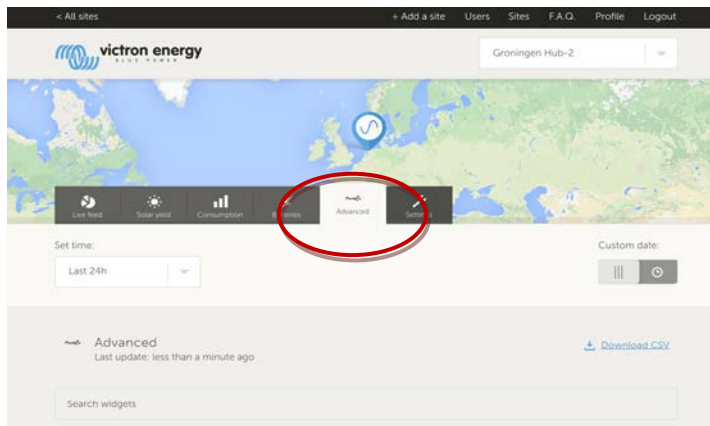 < All sites + Add a site Users Sites F.A.Q. Profile Logout
victron energy
BLUE POWER
Groningen Hub-2
Live feed Solar yield Consumption Batteries Advanced Settings
Set time: Custom date:
Last 24h
Advanced
Last update: less than a minute ago
Download CSV
Search widgets